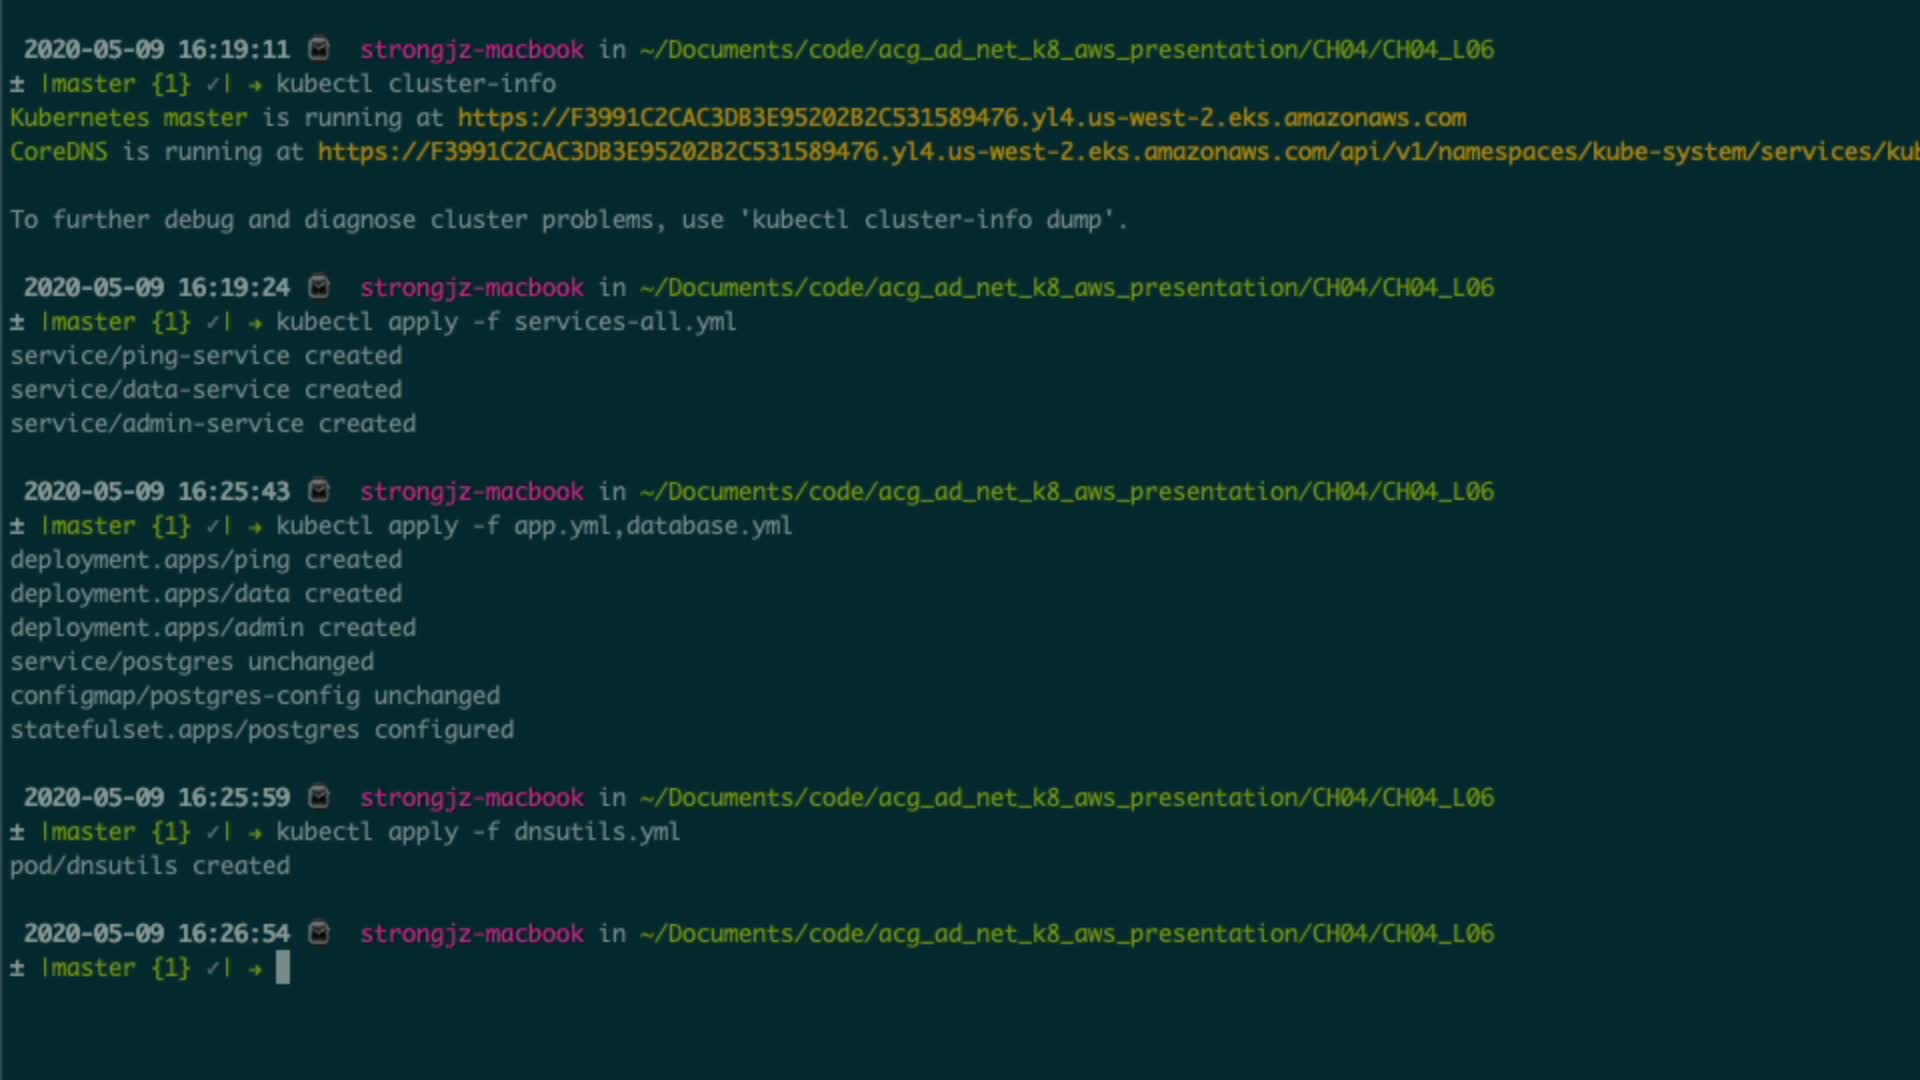 2020-05-09 16:19:11 strongjz-macbook in ~/Documents/code/acg_ad_net_k8_aws_presentation/CH04/CH04_L06
± |master {1} ✓| → kubectl cluster-info
Kubernetes master is running at https://F3991C2CAC3DB3E95202B2C531589476.yl4.us-west-2.eks.amazonaws.com
CoreDNS is running at https://F3991C2CAC3DB3E95202B2C531589476.yl4.us-west-2.eks.amazonaws.com/api/v1/namespaces/kube-system/services/kub
To further debug and diagnose cluster problems, use 'kubectl cluster-info dump'.
2020-05-09 16:19:24 strongjz-macbook in ~/Documents/code/acg_ad_net_k8_aws_presentation/CH04/CH04_L06
± |master {1} ✓| → kubectl apply -f services-all.yml
service/ping-service created
service/data-service created
service/admin-service created
2020-05-09 16:25:43 strongjz-macbook in ~/Documents/code/acg_ad_net_k8_aws_presentation/CH04/CH04_L06
± |master {1} ✓| → kubectl apply -f app.yml,database.yml
deployment.apps/ping created
deployment.apps/data created
deployment.apps/admin created
service/postgres unchanged
configmap/postgres-config unchanged
statefulset.apps/postgres configured
2020-05-09 16:25:59 strongjz-macbook in ~/Documents/code/acg_ad_net_k8_aws_presentation/CH04/CH04_L06
± |master {1} ✓| → kubectl apply -f dnsutils.yml
pod/dnsutils created
2020-05-09 16:26:54 strongjz-macbook in ~/Documents/code/acg_ad_net_k8_aws_presentation/CH04/CH04_L06
± |master {1} ✓| →